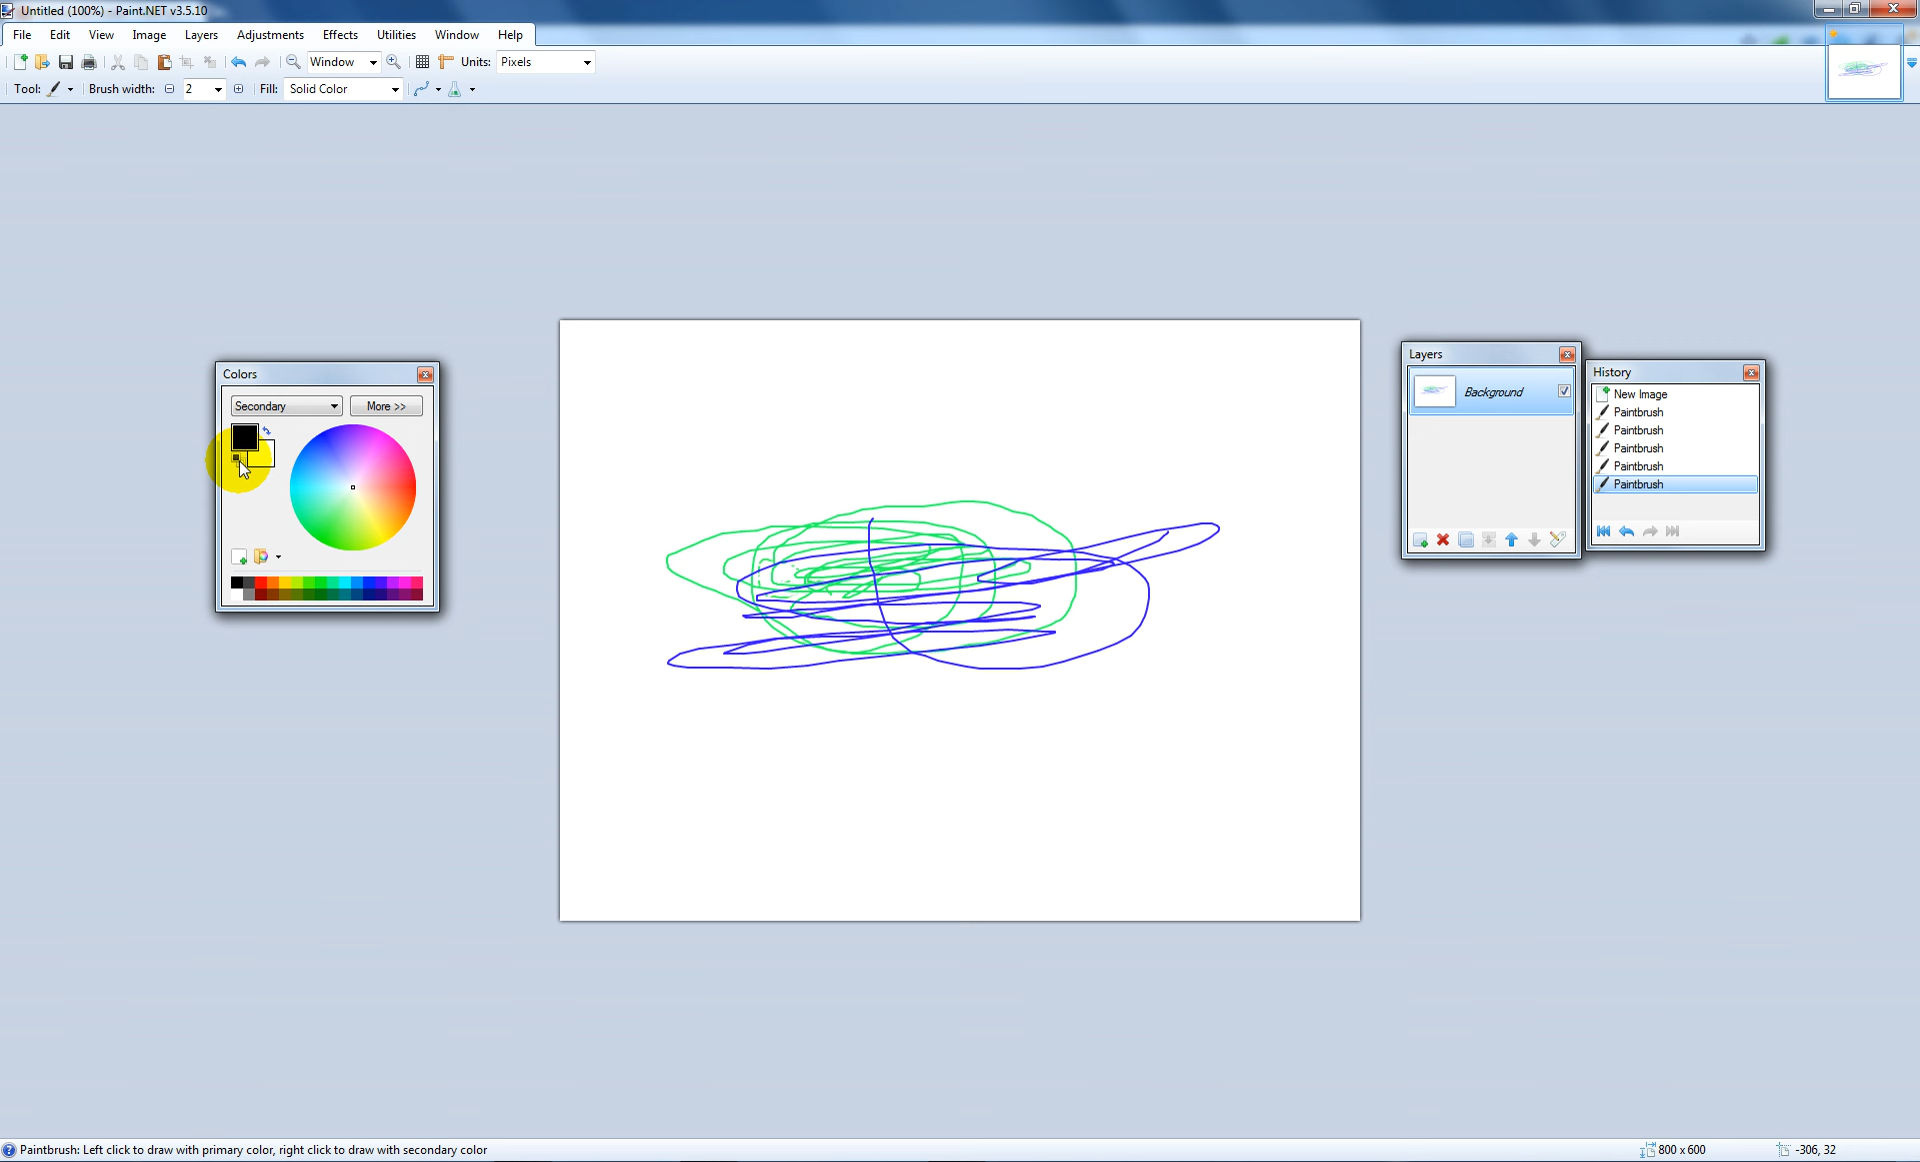 Untitled (100%) - Paint.NET v3.5.10
File Edit View Image Layers Adjustments Effects Utilities Window Help
Window Units: Pixels
Tool: Brush width: 2 Fill: Solid Color
Colors
Secondary More >>
Layers
Background
History
New Image
Paintbrush
Paintbrush
Paintbrush
Paintbrush
Paintbrush
Paintbrush: Left click to draw with primary color, right click to draw with secondary color
800 x 600
-306, 32